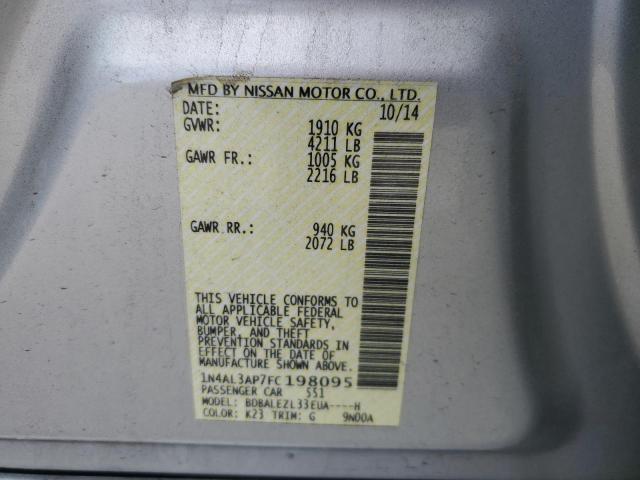 MFD BY NISSAN MOTOR CO., LTD.
DATE: 10/14
GVWR: 1910 KG
4211 LB
GAWR FR.: 1005 KG
2216 LB
GAWR RR.: 940 KG
2072 LB
THIS VEHICLE CONFORMS TO
ALL APPLICABLE FEDERAL
MOTOR VEHICLE SAFETY,
BUMPER, AND THEFT
PREVENTION STANDARDS IN
EFFECT ON THE DATE OF
MANUFACTURE SHOWN ABOVE.
1N4AL3AP7FC198095
PASSENGER CAR 551
MODEL: BDBALEZL33EUA----H
COLOR: K23 TRIM: G 9N00A